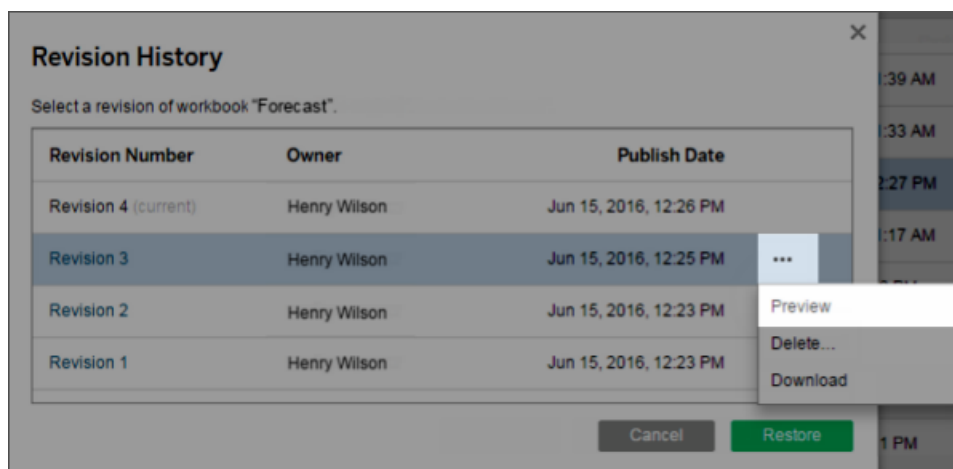 Revision History
Select a revision of workbook "Forecast".
Revision Number Owner Publish Date
Revision 4 (current) Henry Wilson Jun 15, 2016, 12:26 PM
Revision 3 Henry Wilson Jun 15, 2016, 12:25 PM ...
Revision 2 Henry Wilson Jun 15, 2016, 12:23 PM
Revision 1 Henry Wilson Jun 15, 2016, 12:23 PM
Preview
Delete...
Download
Cancel Restore
:39 AM
:33 AM
2:27 PM
:17 AM
1 PM